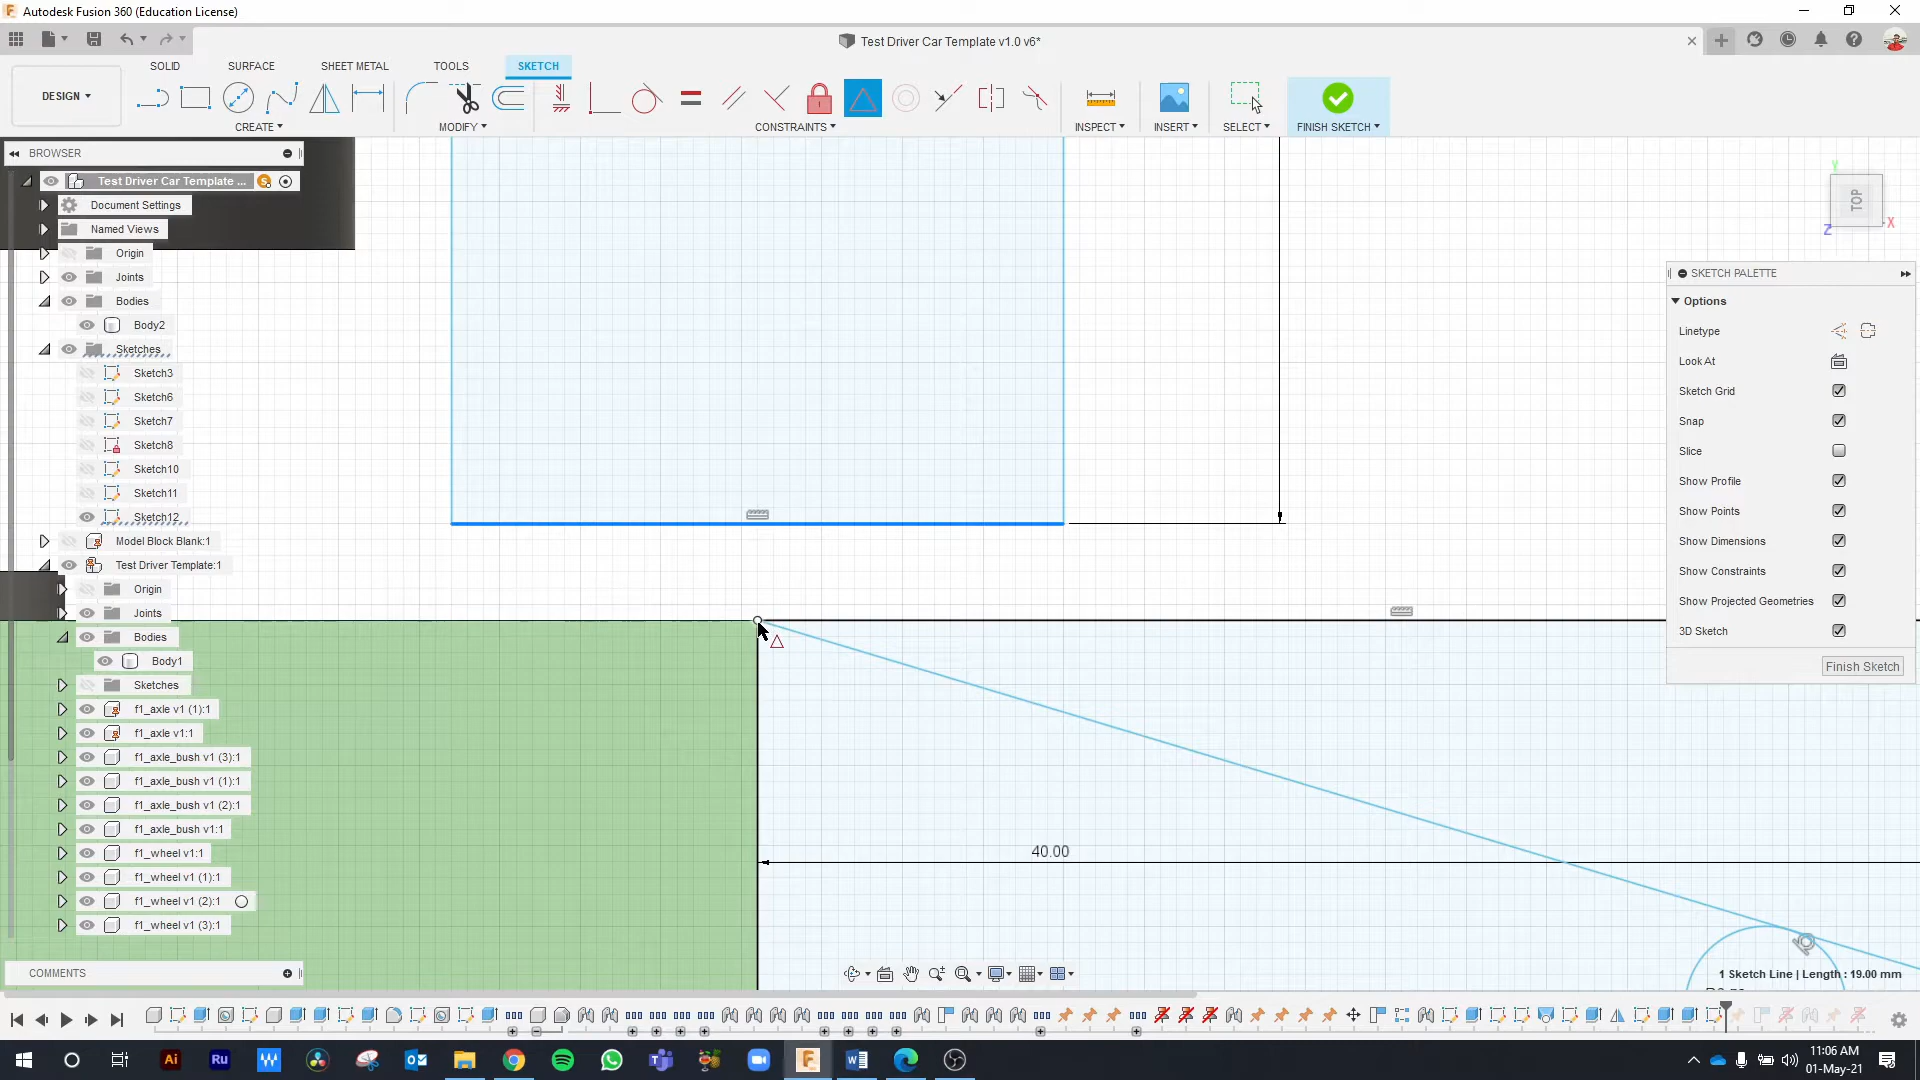 Autodesk Fusion 360 (Education License)
Test Driver Car Template v1.0 v6*
DESIGN
SOLID
SURFACE
SHEET METAL
TOOLS
SKETCH
CREATE
MODIFY
CONSTRAINTS
INSPECT
INSERT
SELECT
FINISH SKETCH
BROWSER
Test Driver Car Template ...
Document Settings
Named Views
Origin
Joints
Bodies
Body2
Sketches
Sketch3
Sketch6
Sketch7
Sketch8
Sketch10
Sketch11
Sketch12
Model Block Blank:1
Test Driver Template:1
Origin
Joints
Bodies
Body1
Sketches
f1_axle v1 (1):1
f1_axle v1:1
f1_axle_bush v1 (3):1
f1_axle_bush v1 (1):1
f1_axle_bush v1 (2):1
f1_axle_bush v1:1
f1_wheel v1:1
f1_wheel v1 (1):1
f1_wheel v1 (2):1
f1_wheel v1 (3):1
COMMENTS
40.00
Y
TOP
X
Z
SKETCH PALETTE
Options
Linetype
Look At
Sketch Grid
Snap
Slice
Show Profile
Show Points
Show Dimensions
Show Constraints
Show Projected Geometries
3D Sketch
Finish Sketch
1 Sketch Line | Length : 19.00 mm
Ai
Ru
W
F
11:06 AM
01-May-21